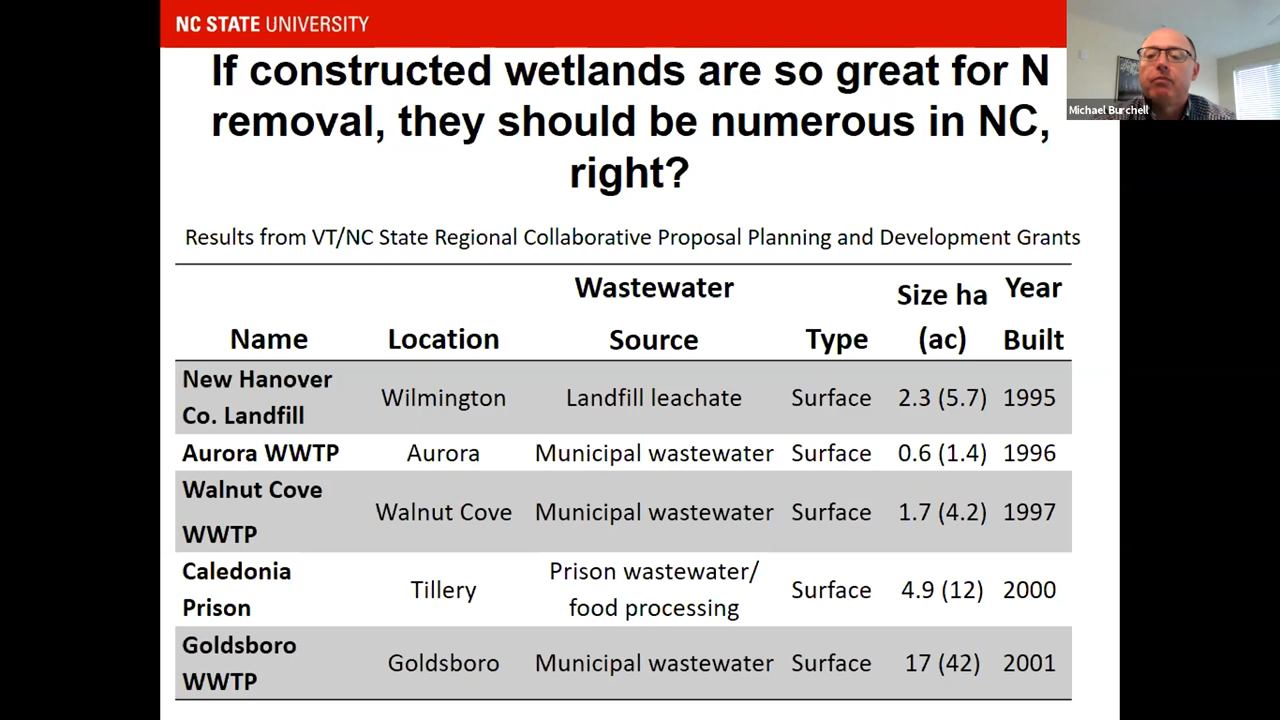 NC STATE UNIVERSITY
If constructed wetlands are so great for N
removal, they should be numerous in NC,
right?
Michael Burchell
Results from VT/NC State Regional Collaborative Proposal Planning and Development Grants
Name Location Wastewater Source Type Size ha (ac) Year Built
New Hanover Co. Landfill Wilmington Landfill leachate Surface 2.3 (5.7) 1995
Aurora WWTP Aurora Municipal wastewater Surface 0.6 (1.4) 1996
Walnut Cove WWTP Walnut Cove Municipal wastewater Surface 1.7 (4.2) 1997
Caledonia Prison Tillery Prison wastewater/ food processing Surface 4.9 (12) 2000
Goldsboro WWTP Goldsboro Municipal wastewater Surface 17 (42) 2001